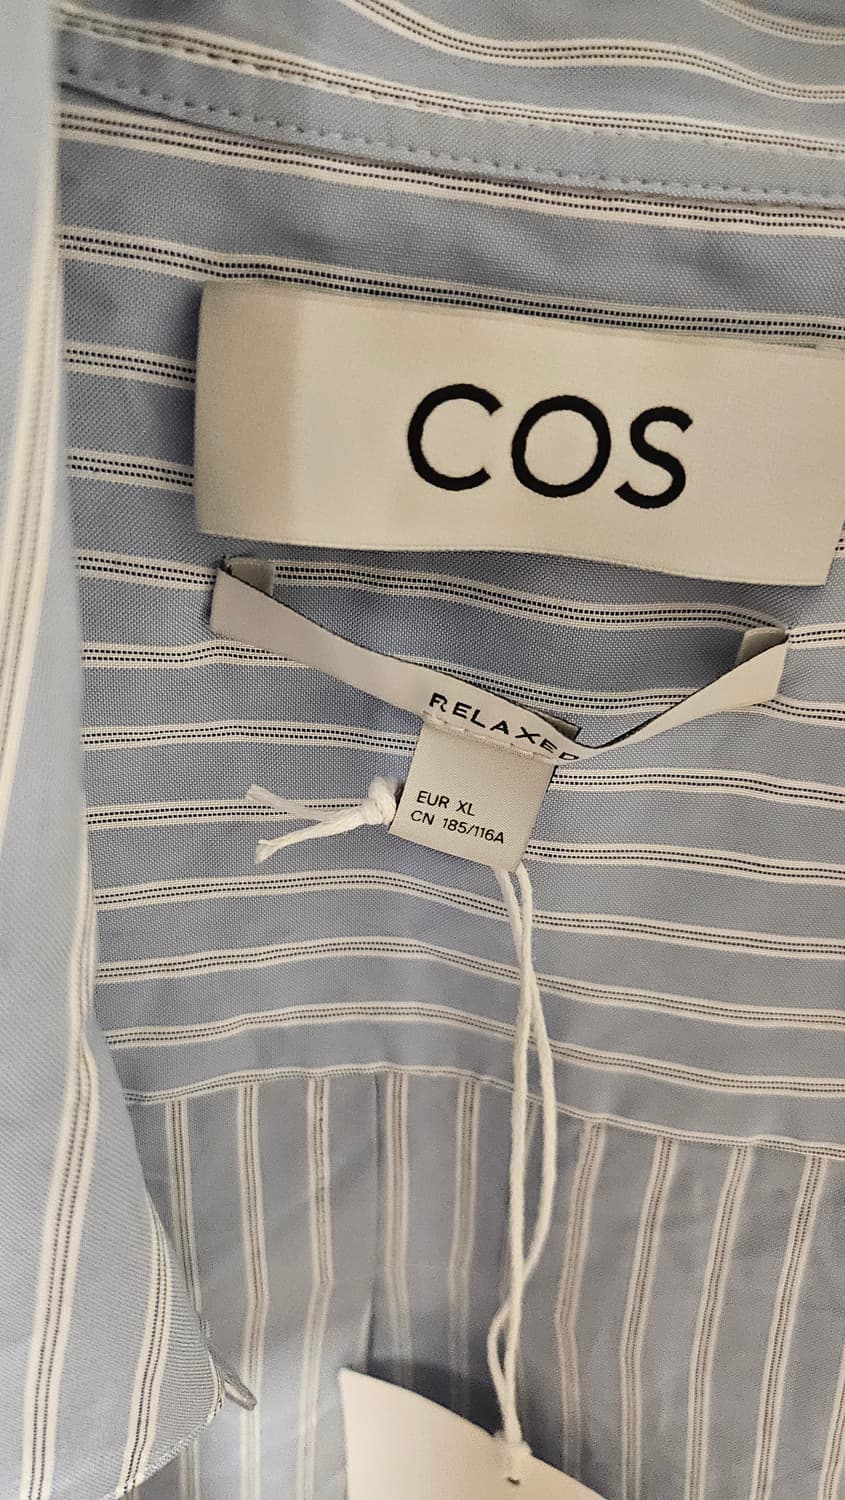 COS
RELAXED
EUR XL
CN 185/116A